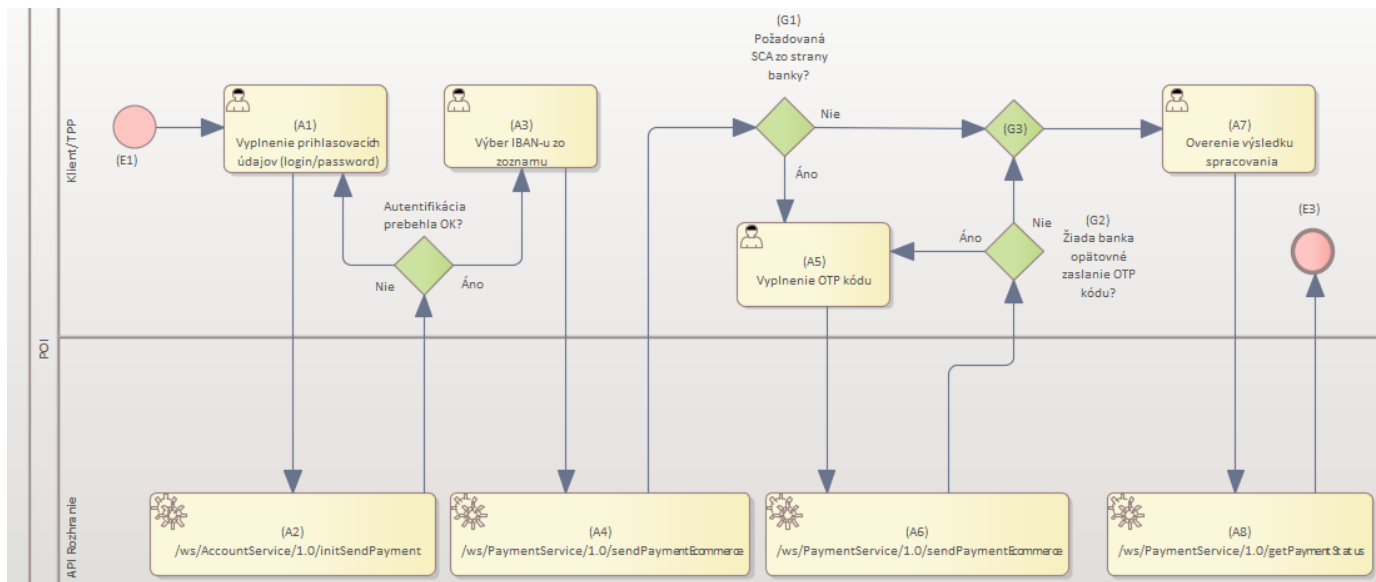 POI
Klient/TPP
API Rozhranie
(E1)
(A1)
Vyplnenie prihlasovacích
údajov (login/password)
(A3)
Výber IBAN-u zo
zoznamu
Autentifikácia
prebehla OK?
Nie
Áno
(G1)
Požadovaná
SCA zo strany
banky?
Nie
Áno
(G3)
(A5)
Vyplnenie OTP kódu
Áno
Nie
(G2)
Žiada banka
opätovné
zaslanie OTP
kódu?
(A7)
Overenie výsledku
spracovania
(E3)
(A2)
/ws/AccountService/1.0/initSendPayment
(A4)
/ws/PaymentService/1.0/sendPaymentEcommerce
(A6)
/ws/PaymentService/1.0/sendPaymentEcommerce
(A8)
/ws/PaymentService/1.0/getPaymentStatus